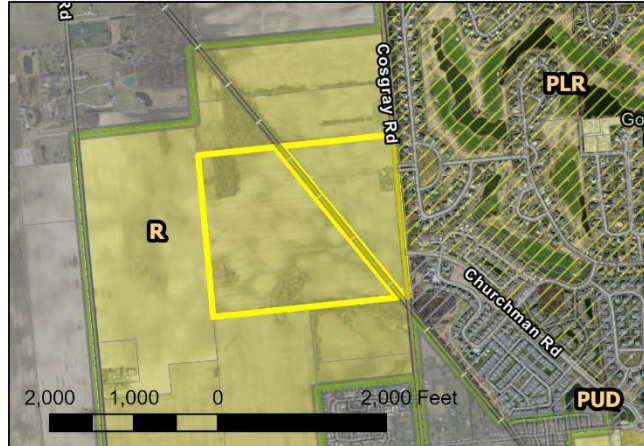 Rd
Cosgray Rd
PLR
Go
R
Churchman Rd
2,000 1,000 0 2,000 Feet
PUD